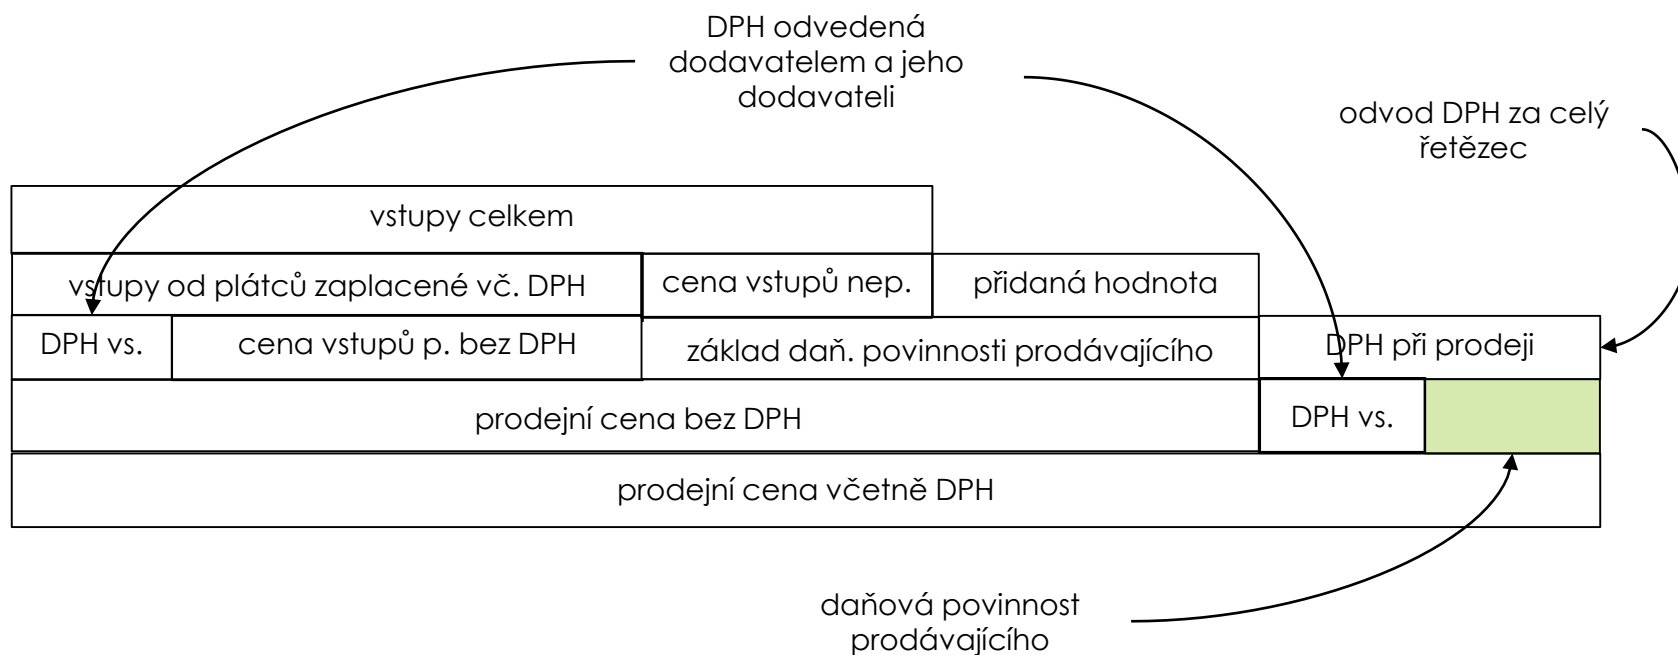 DPH odvedená
dodavatelem a jeho
dodavateli
odvod DPH za celý
řetězec
vstupy celkem
vstupy od plátců zaplacené vč. DPH
cena vstupů nep.
přidaná hodnota
DPH vs.
cena vstupů p. bez DPH
základ daň. povinnosti prodávajícího
DPH při prodeji
prodejní cena bez DPH
DPH vs.
prodejní cena včetně DPH
daňová povinnost
prodávajícího